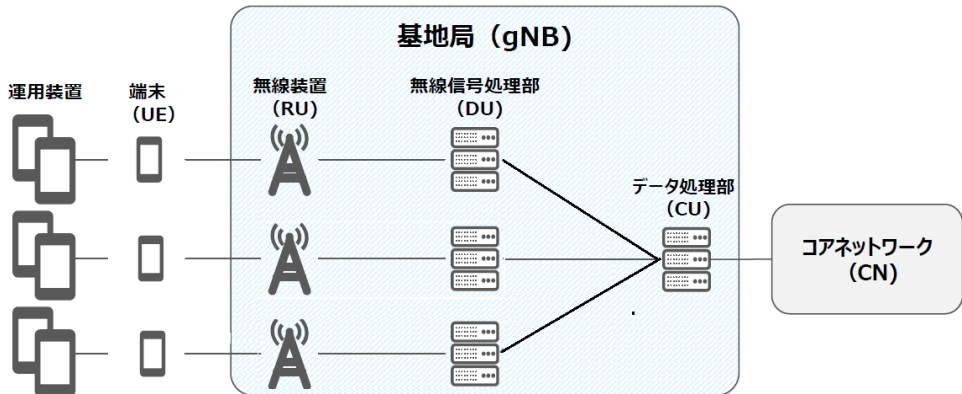 基地局（gNB）
運用装置
端末
（UE）
無線装置
（RU）
無線信号処理部
（DU）
データ処理部
（CU）
コアネットワーク
（CN）